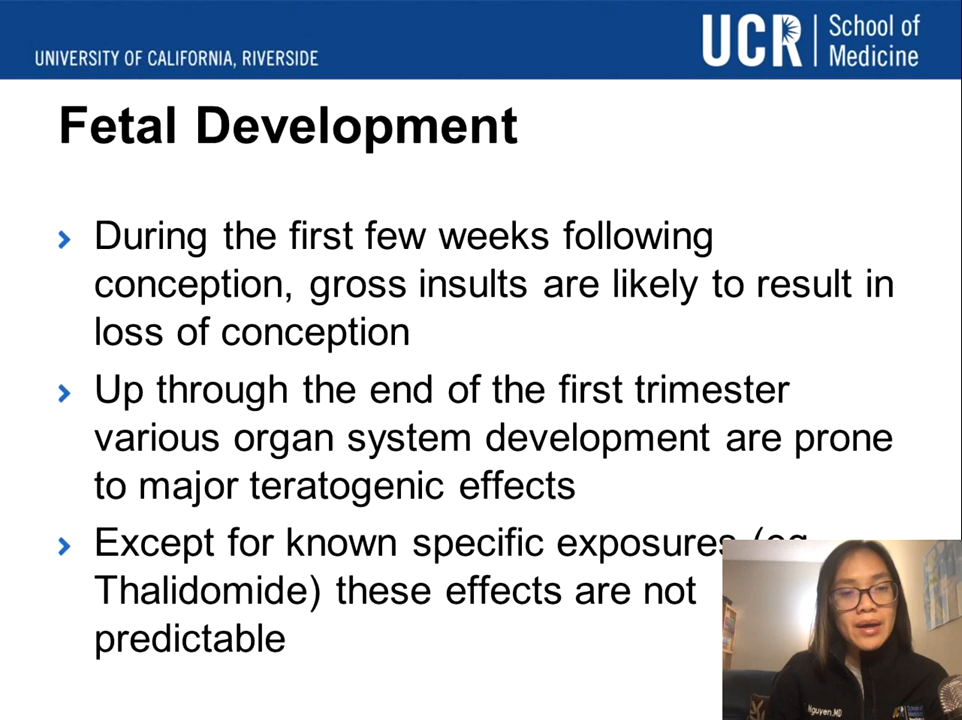 UNIVERSITY OF CALIFORNIA, RIVERSIDE
UCR School of Medicine
Fetal Development
During the first few weeks following
conception, gross insults are likely to result in
loss of conception
Up through the end of the first trimester
various organ system development are prone
to major teratogenic effects
Except for known specific exposures (eg
Thalidomide) these effects are not
predictable
Nguyen, MD